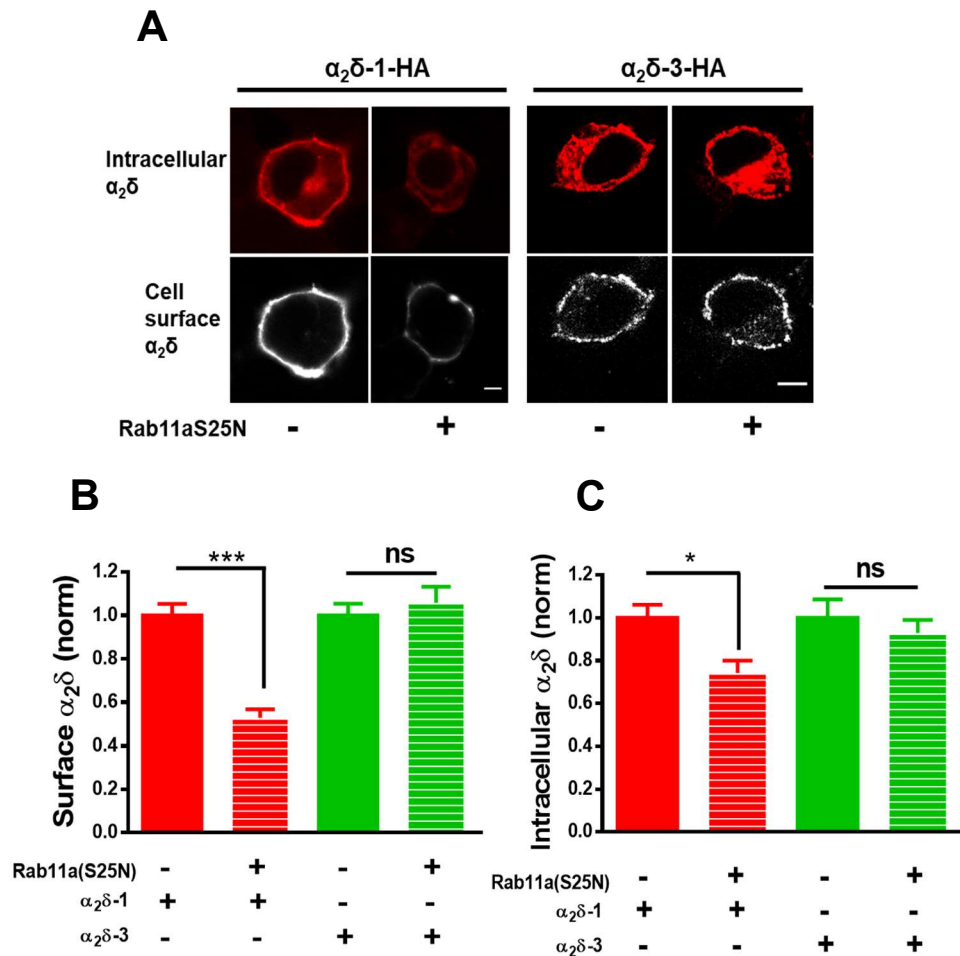 A
α₂δ-1-HA α₂δ-3-HA
Intracellular
α₂δ
Cell
surface
α₂δ
Rab11aS25N - + - +
B
Surface α₂δ (norm)
1.2
1.0
0.8
0.6
0.4
0.2
0.0
*** ns
Rab11a(S25N) - + - +
α₂δ-1 + + - -
α₂δ-3 - - + +
C
Intracellular α₂δ (norm)
1.2
1.0
0.8
0.6
0.4
0.2
0.0
* ns
Rab11a(S25N) - + - +
α₂δ-1 + + - -
α₂δ-3 - - + +